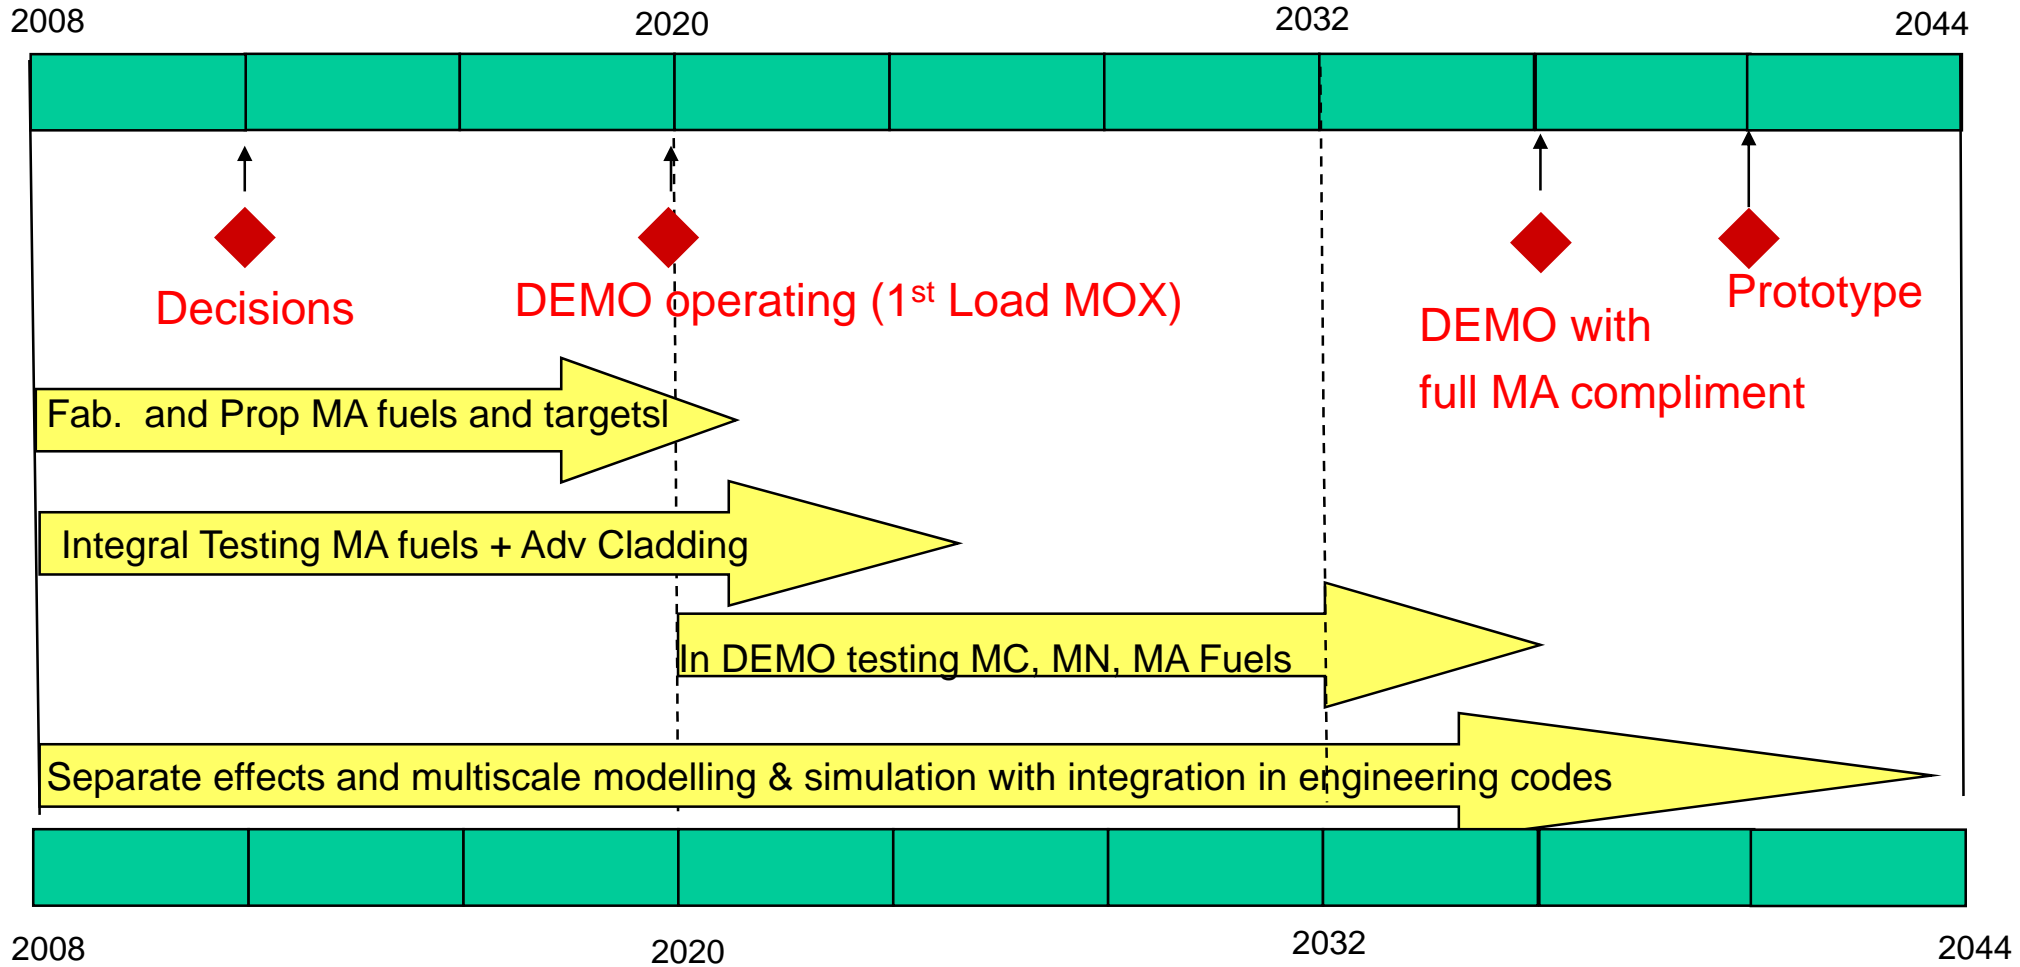 2008
2020
2032
2044
Decisions
DEMO operating (1st Load MOX)
Prototype
DEMO with
full MA compliment
Fab.  and Prop MA fuels and targetsl
Integral Testing MA fuels + Adv Cladding
In DEMO testing MC, MN, MA Fuels
Separate effects and multiscale modelling & simulation with integration in engineering codes
2008
2020
2032
2044